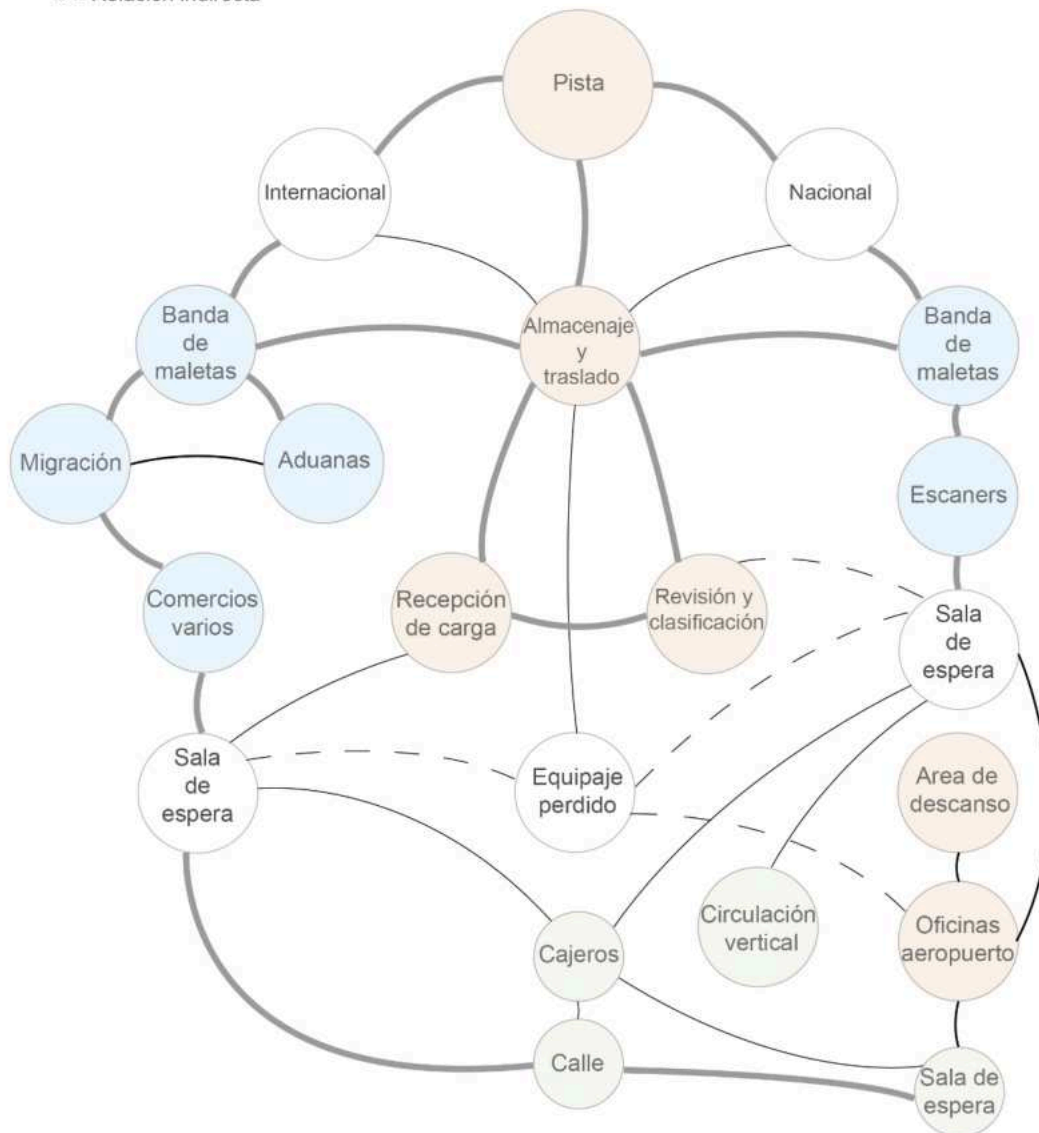 Relación indirecta
Pista
Internacional
Nacional
Banda
de
maletas
Almacenaje
y
traslado
Banda
de
maletas
Migración
Aduanas
Escaners
Comercios
varios
Recepción
de carga
Revisión y
clasificación
Sala
de
espera
Sala
de
espera
Equipaje
perdido
Area de
descanso
Circulación
vertical
Oficinas
aeropuerto
Cajeros
Calle
Sala de
espera